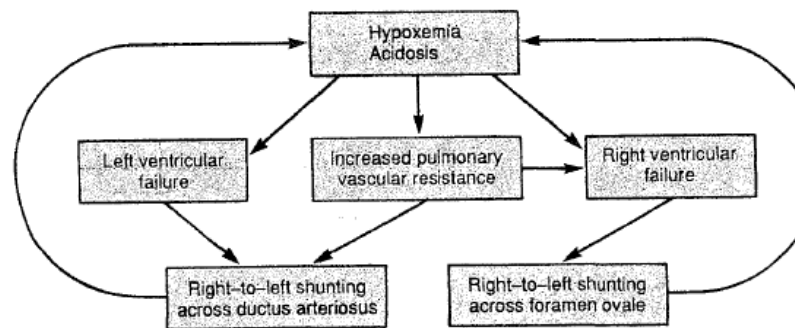 Hypoxemia
Acidosis
Left ventricular
failure
Increased pulmonary
vascular resistance
Right ventricular
failure
Right–to–left shunting
across ductus arteriosus
Right–to–left shunting
across foramen ovale